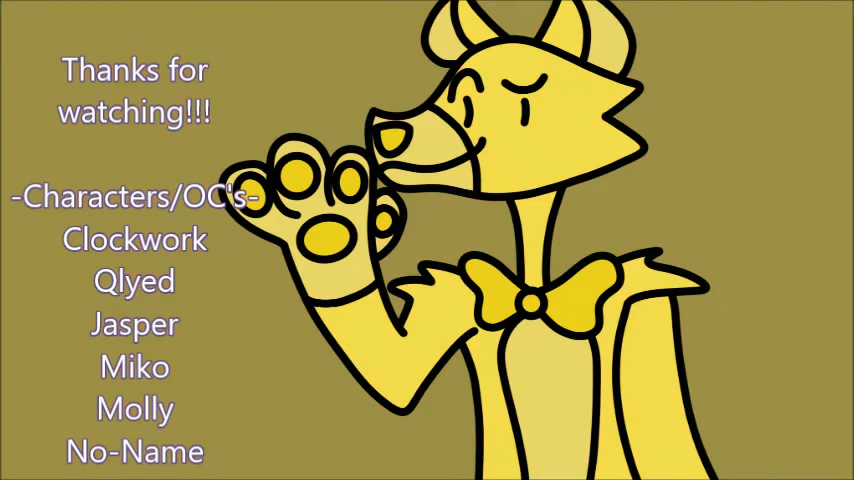 Thanks for
watching!!!
-Characters/OC's-
Clockwork
Qlyed
Jasper
Miko
Molly
No-Name